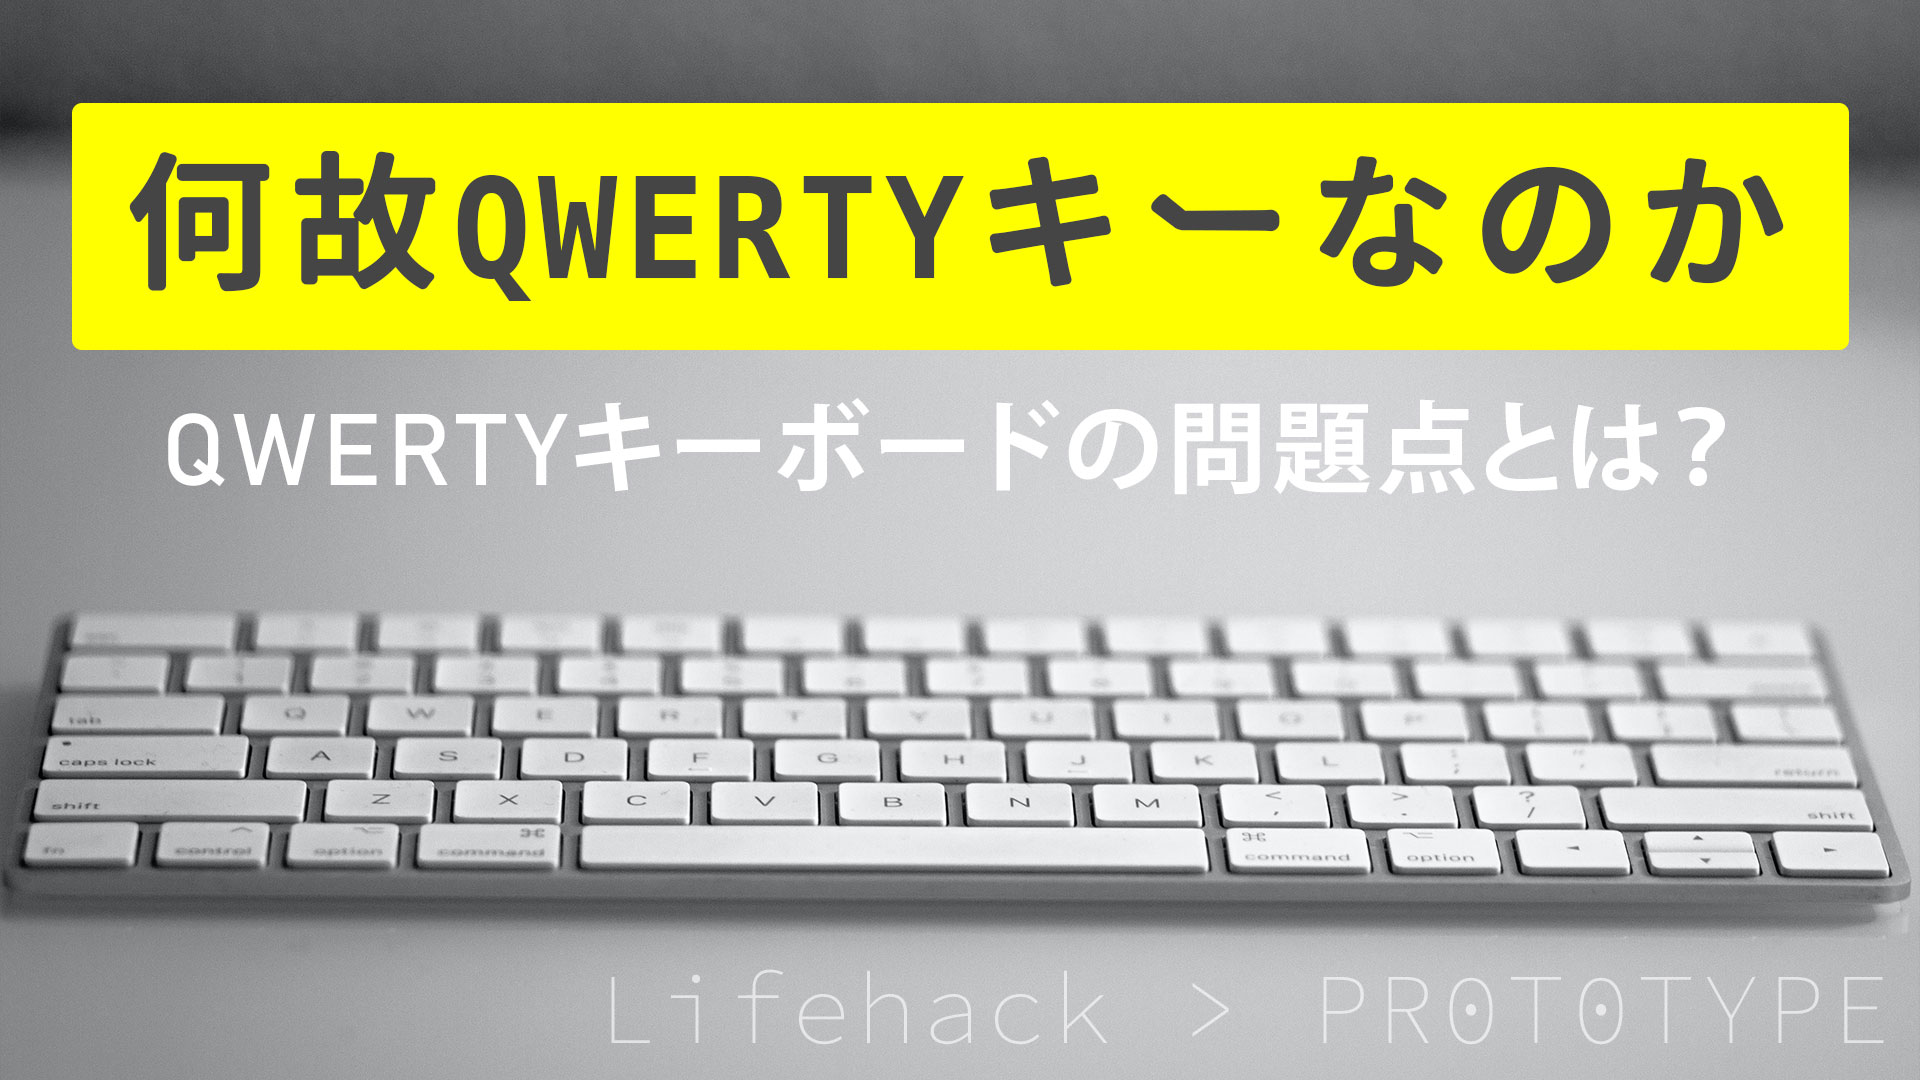 何故QWERTYキーなのか
QWERTYキーボードの問題点とは？
tab Q W E R T Y U I O P
caps lock A S D F G H J K L ; return
shift Z X C V B N M < , > . ? / shift
fn control option command command option
Lifehack > PR0T0TYPE